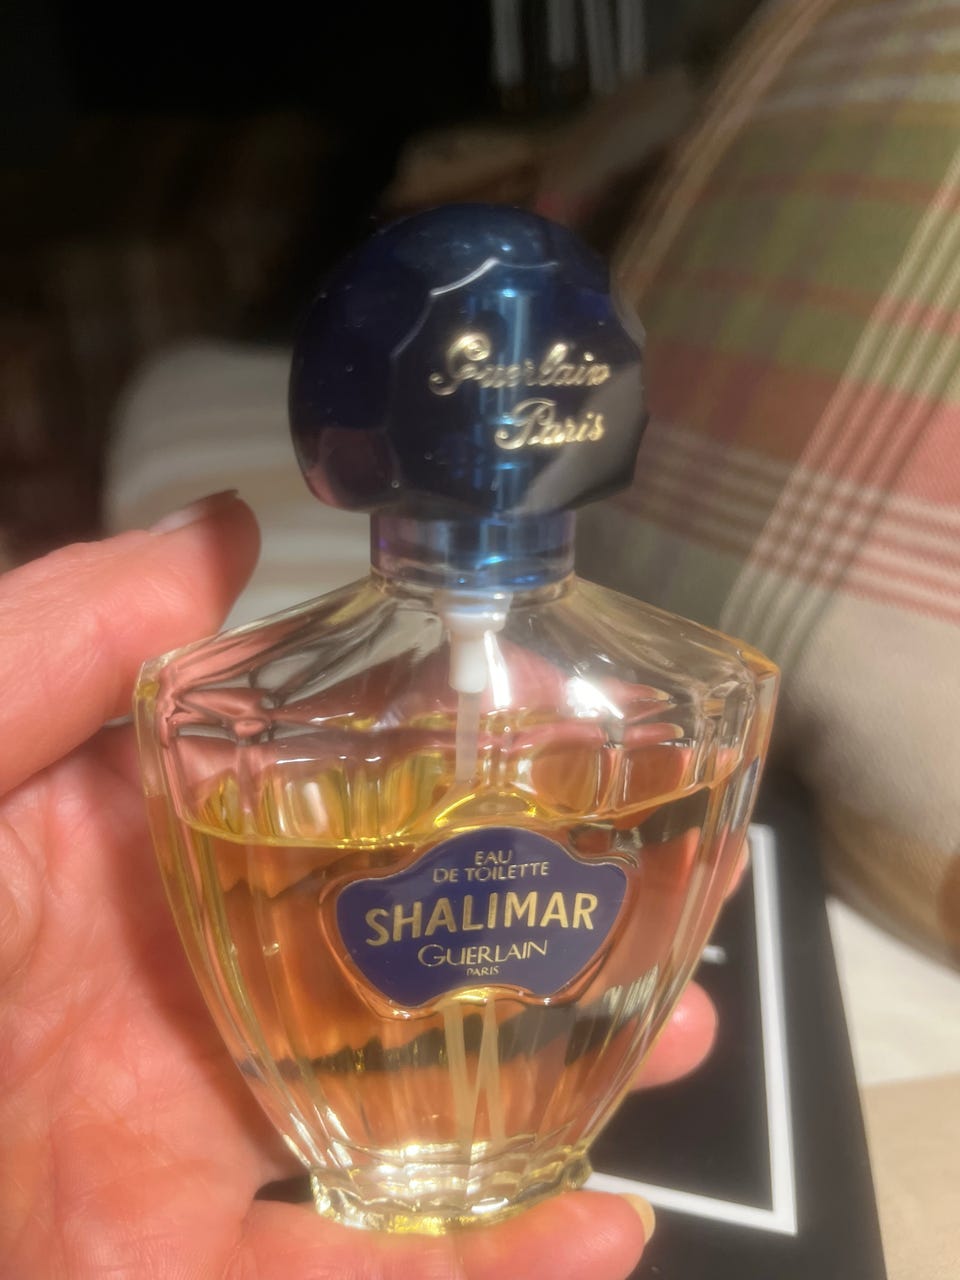 Guerlain
Paris
EAU
DE TOILETTE
SHALIMAR
GUERLAIN
PARIS